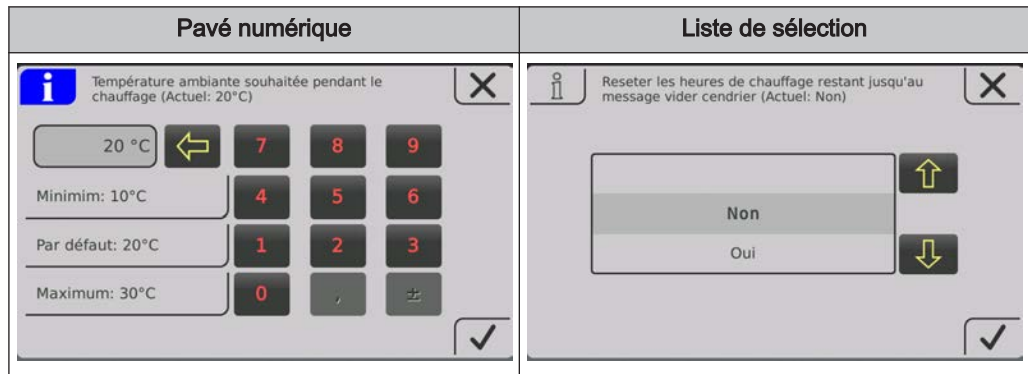 Pavé numérique
Liste de sélection
i
Température ambiante souhaitée pendant le
chauffage (Actuel: 20°C)
20 °C
7 8 9
Minimim: 10°C
4 5 6
Par défaut: 20°C
1 2 3
Maximum: 30°C
0 , ±
i
Reseter les heures de chauffage restant jusqu'au
message vider cendrier (Actuel: Non)
Non
Oui